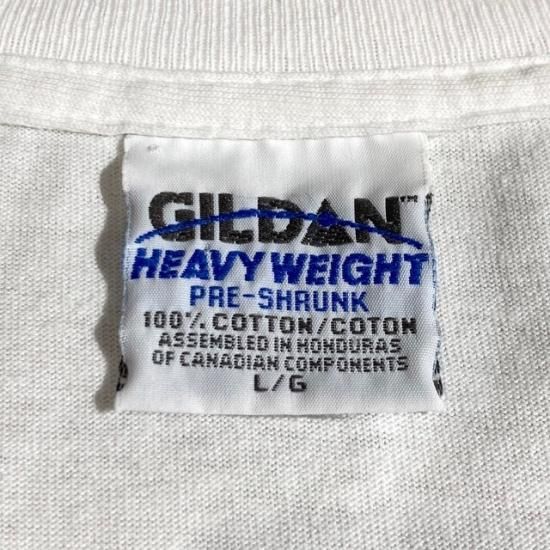 GILDAN™
HEAVY WEIGHT
PRE-SHRUNK
100% COTTON/COTON
ASSEMBLED IN HONDURAS
OF CANADIAN COMPONENTS
L/G